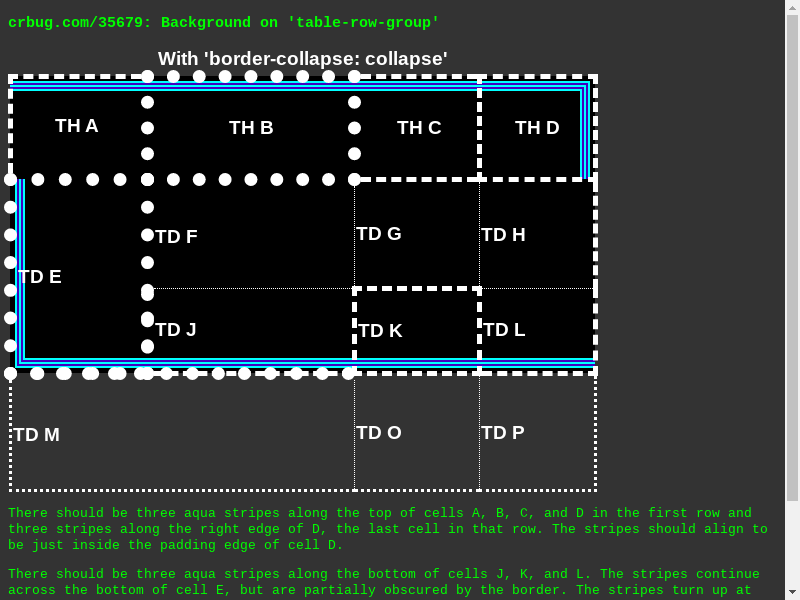 crbug.com/35679: Background on 'table-row-group'
With 'border-collapse: collapse'
TH A
TH B
TH C
TH D
TD E
TD F
TD G
TD H
TD J
TD K
TD L
TD M
TD O
TD P
There should be three aqua stripes along the top of cells A, B, C, and D in the first row and
three stripes along the right edge of D, the last cell in that row. The stripes should align to
be just inside the padding edge of cell D.
There should be three aqua stripes along the bottom of cells J, K, and L. The stripes continue
across the bottom of cell E, but are partially obscured by the border. The stripes turn up at